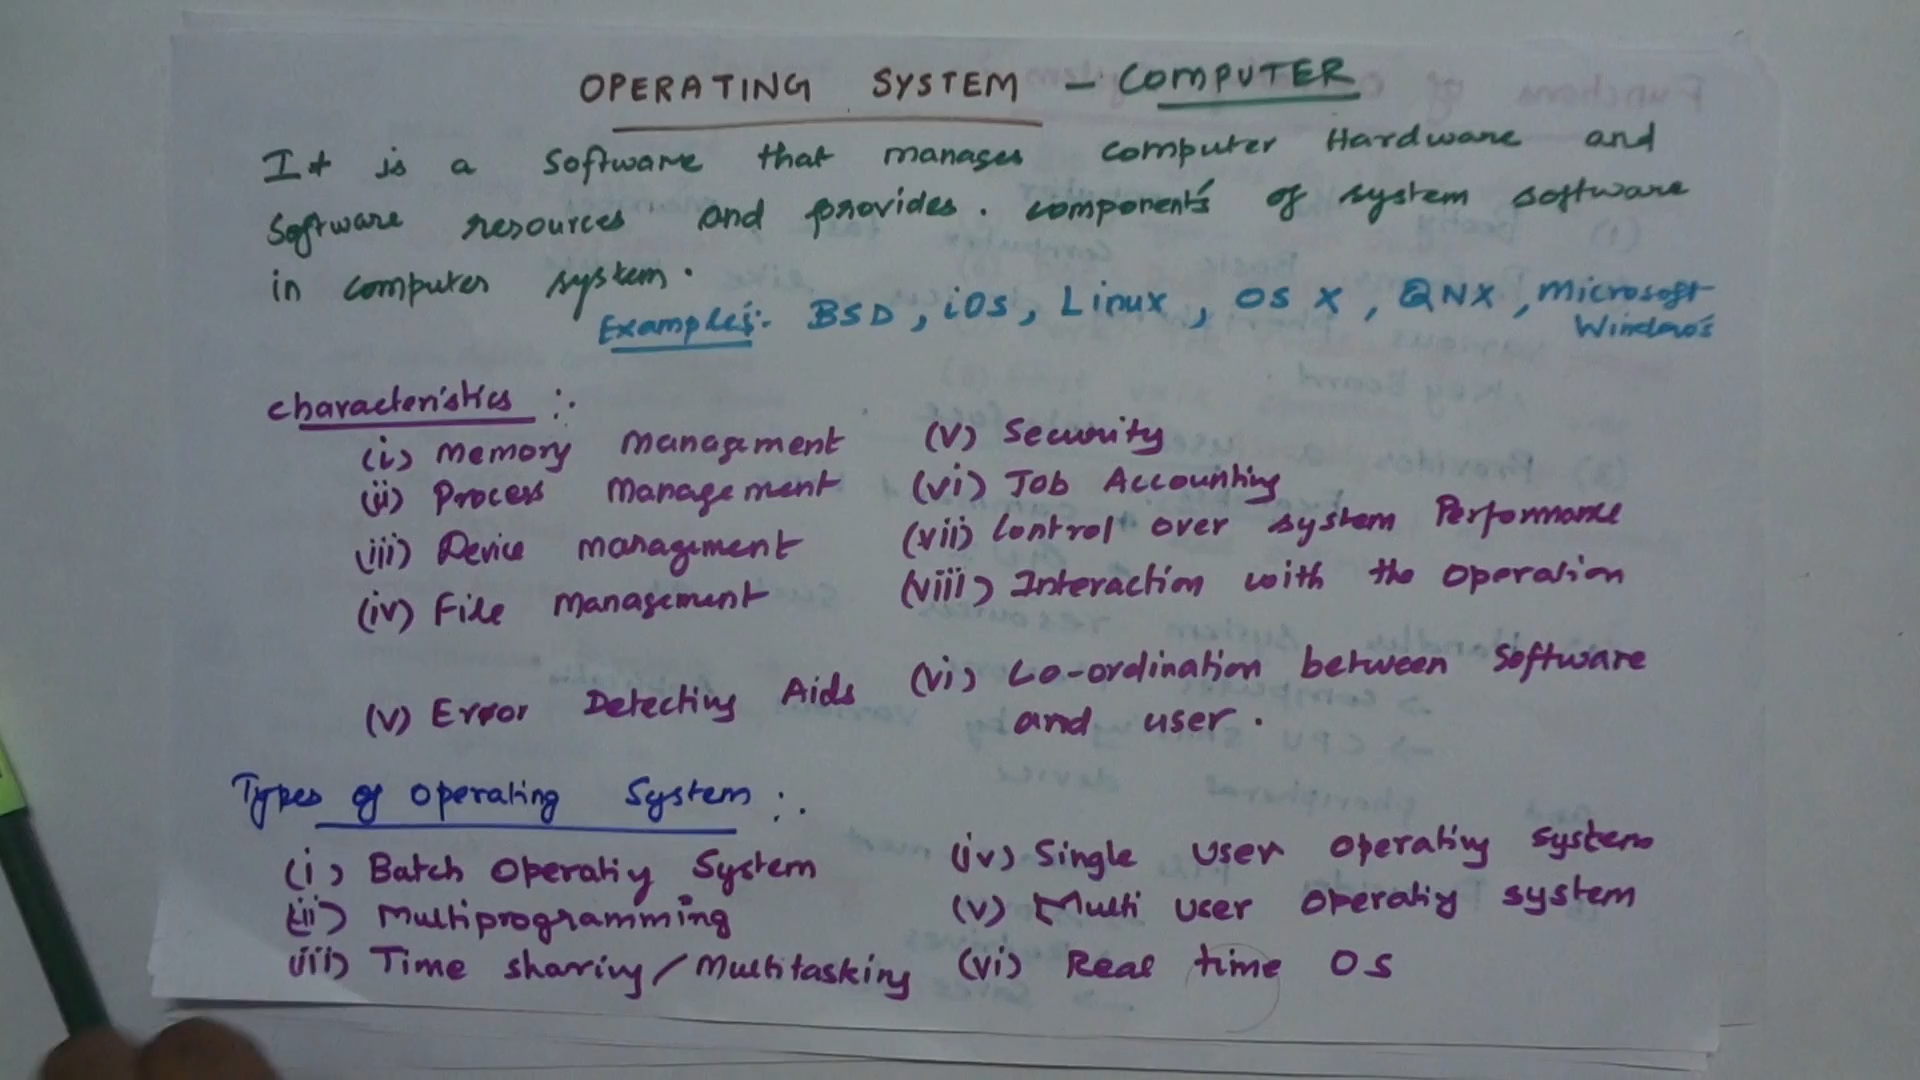 OPERATING SYSTEM - COMPUTER
It is a software that manages computer Hardware and
software resources and provides. components of system software
in computer system.
Examples:- BSD, iOS, Linux, OS X, QNX, Microsoft
Windows
Characteristics :-
(i) Memory Management
(ii) Process Management
(iii) Device management
(iv) File Management
(v) Security
(vi) Job Accounting
(vii) Control over system Performance
(viii) Interaction with the operation
(v) Error Detecting Aids
(vi) Co-ordination between Software
and user.
Types of operating System :-
(i) Batch Operating System
(ii) Multiprogramming
(iii) Time sharing/Multitasking
(iv) Single user operating system
(v) Multi user operating system
(vi) Real time OS